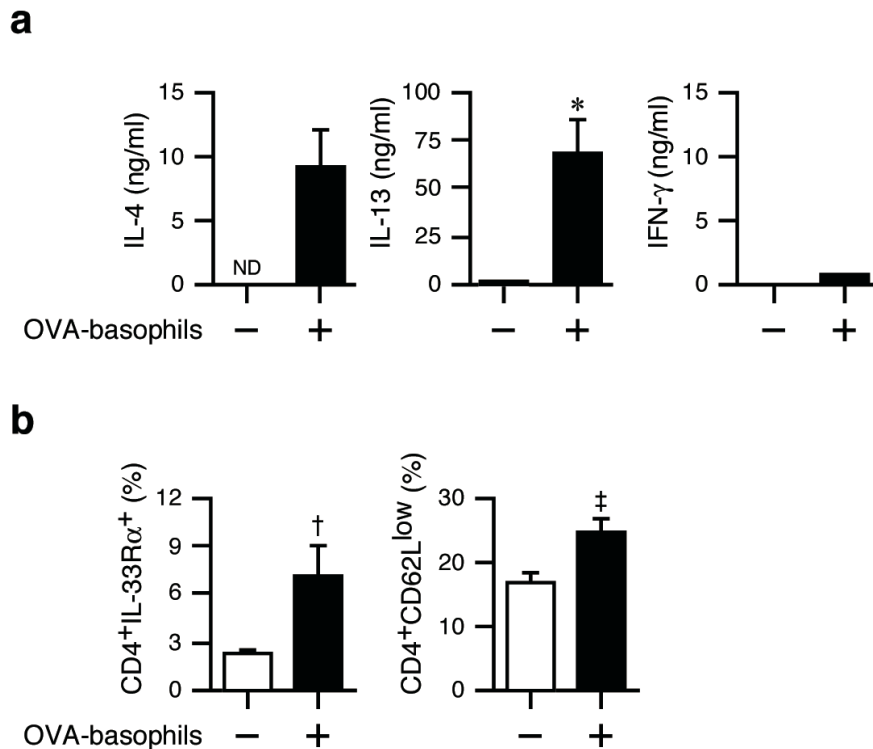 a
IL-4 (ng/ml)
15
10
5
0
ND
IL-13 (ng/ml)
100
75
50
25
0
*
IFN-γ (ng/ml)
15
10
5
0
OVA-basophils − + − + − +
b
CD4⁺IL-33Rα⁺ (%)
12
9
6
3
0
†
CD4⁺CD62Llow (%)
30
20
10
0
‡
OVA-basophils − + − +